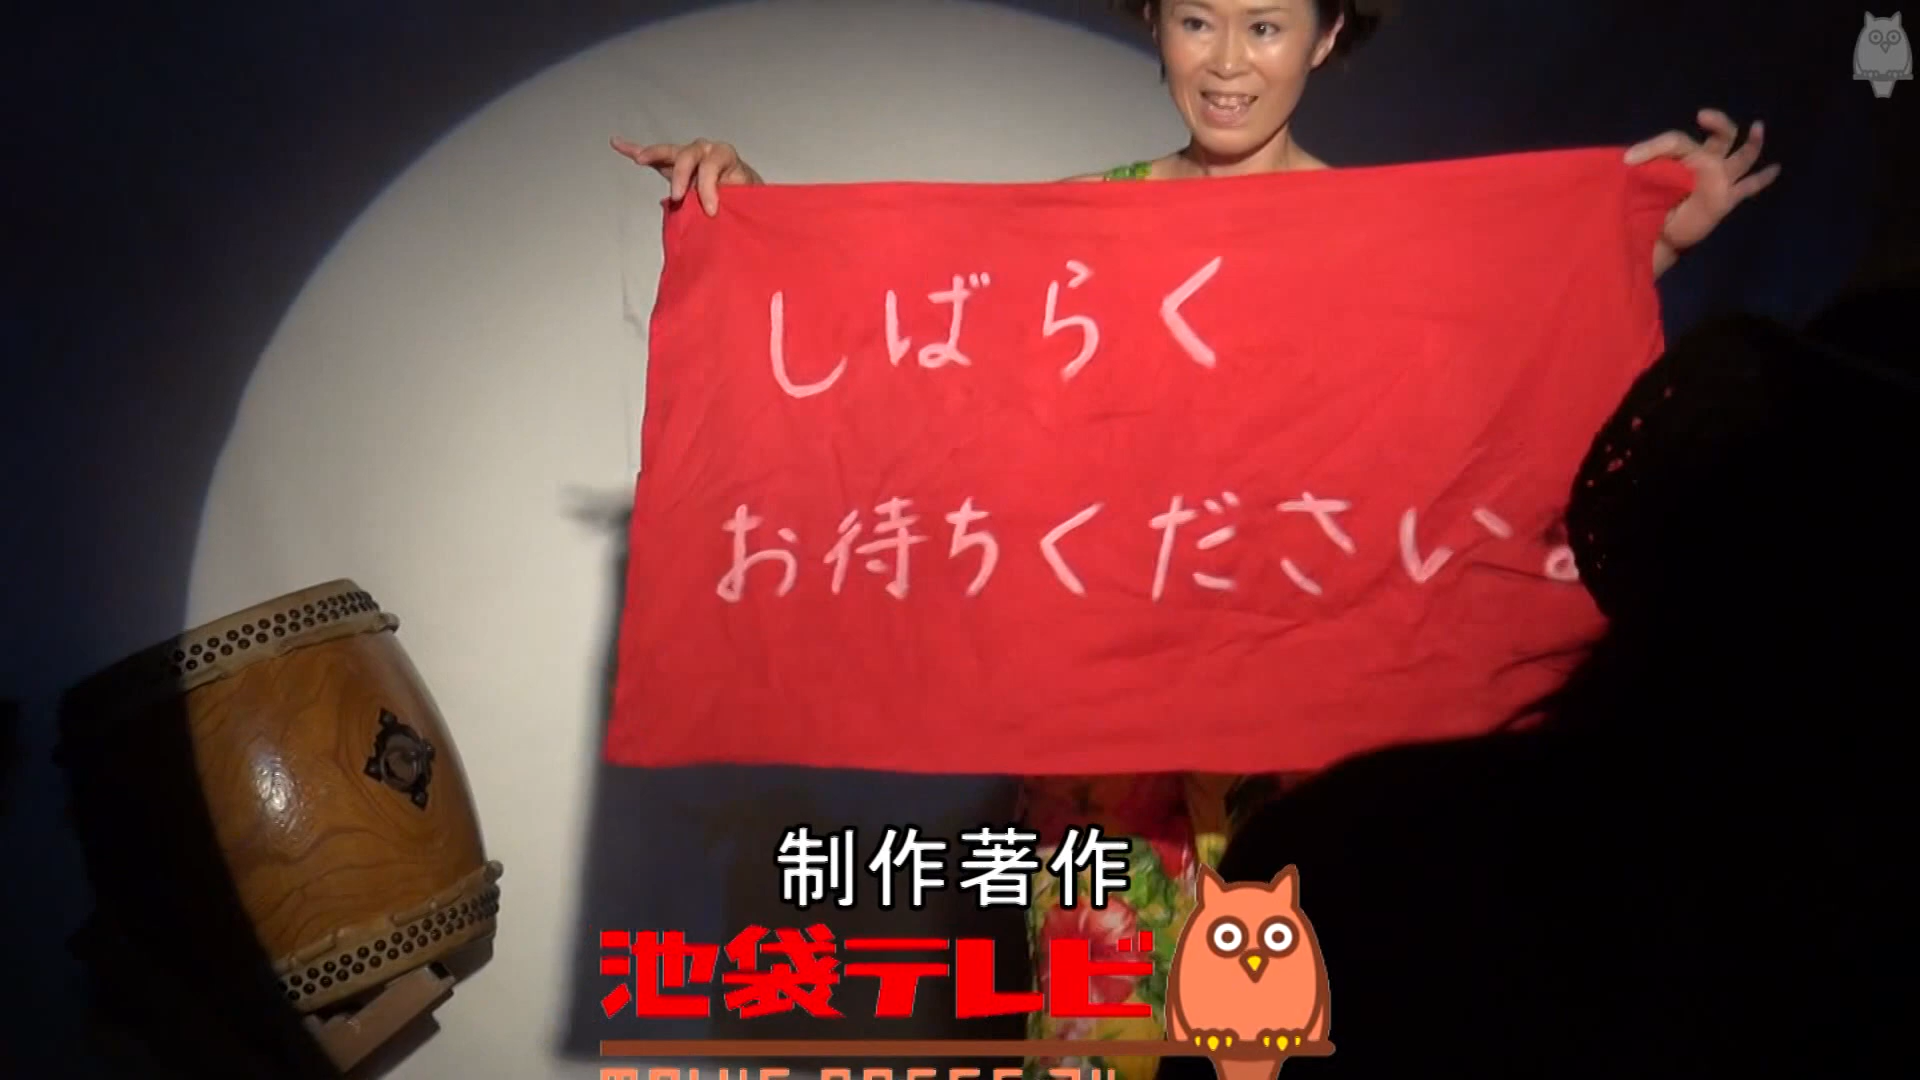 しばらく
お待ちください。
制作著作
池袋テレビ